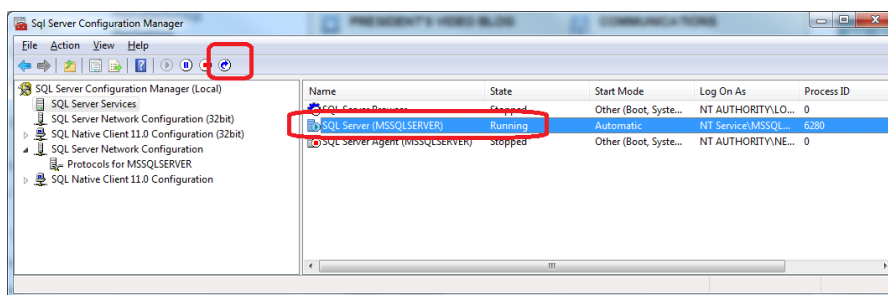 Sql Server Configuration Manager
PRESIDENT'S VIDEO BLOG
COMMUNICATIONS
File Action View Help
SQL Server Configuration Manager (Local)
SQL Server Services
SQL Server Network Configuration (32bit)
SQL Native Client 11.0 Configuration (32bit)
SQL Server Network Configuration
Protocols for MSSQLSERVER
SQL Native Client 11.0 Configuration
Name State Start Mode Log On As Process ID
SQL Server Browser Stopped Other (Boot, Syste... NT AUTHORITY\LO... 0
SQL Server (MSSQLSERVER) Running Automatic NT Service\MSSQL... 6280
SQL Server Agent (MSSQLSERVER) Stopped Other (Boot, Syste... NT AUTHORITY\NE... 0